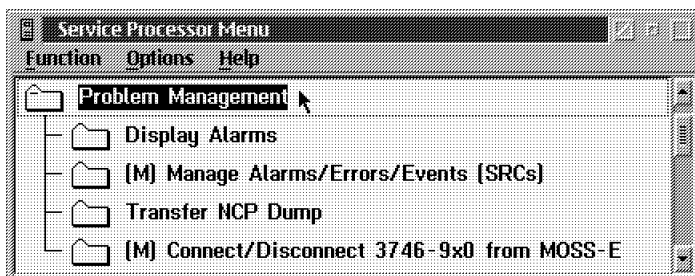 Service Processor Menu
Function Options Help
Problem Management
Display Alarms
(M) Manage Alarms/Errors/Events (SRCs)
Transfer NCP Dump
(M) Connect/Disconnect 3746-9x0 from MOSS-E